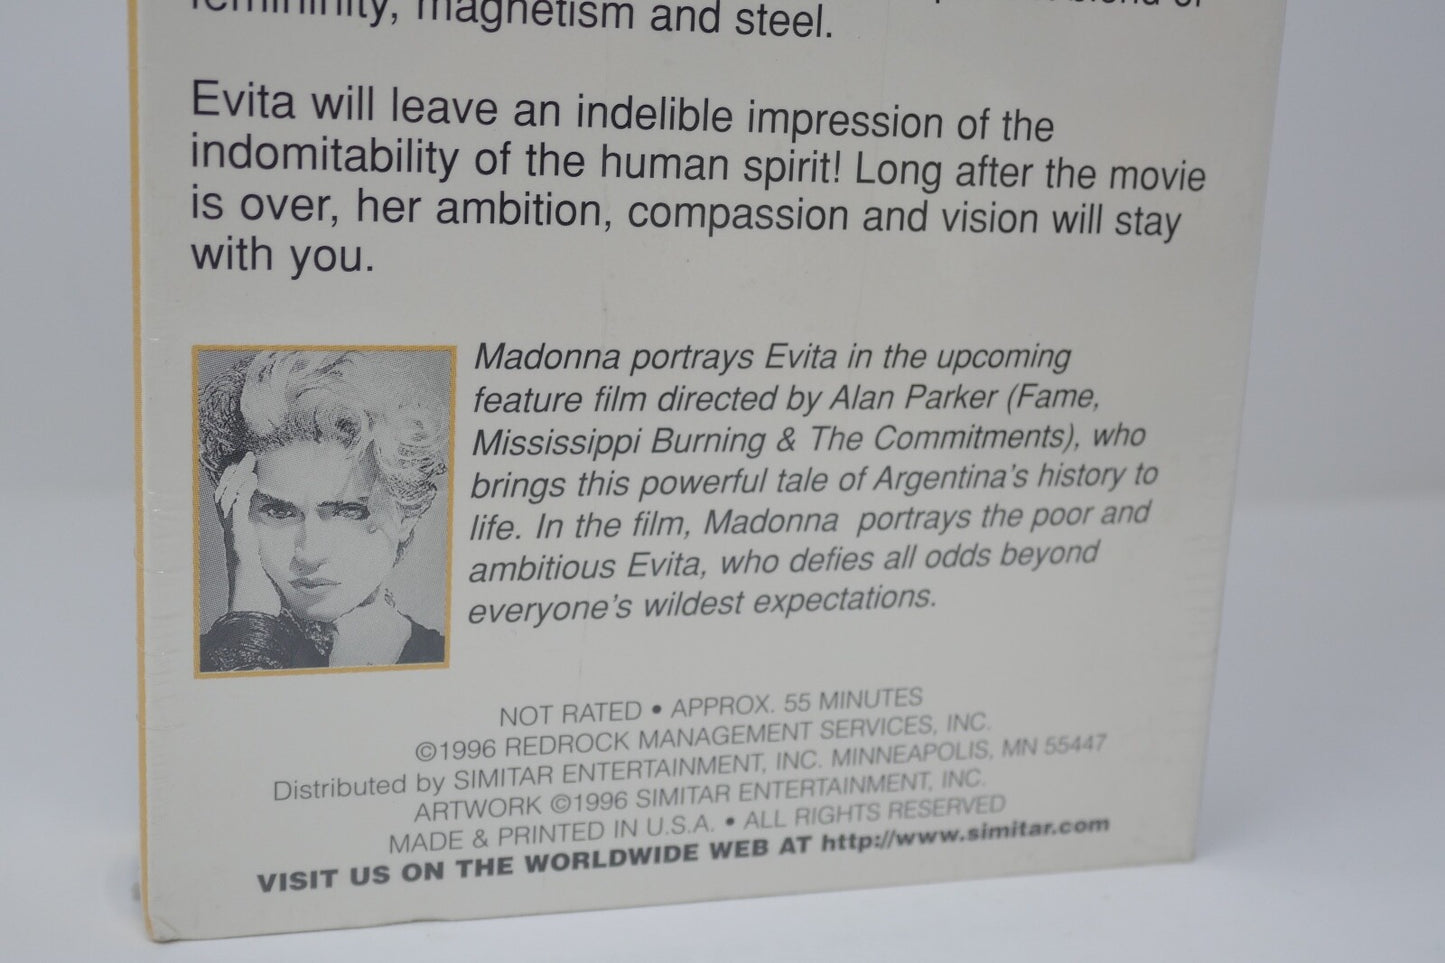 femininity, magnetism and steel.
Evita will leave an indelible impression of the
indomitability of the human spirit! Long after the movie
is over, her ambition, compassion and vision will stay
with you.
Madonna portrays Evita in the upcoming
feature film directed by Alan Parker (Fame,
Mississippi Burning & The Commitments), who
brings this powerful tale of Argentina's history to
life. In the film, Madonna portrays the poor and
ambitious Evita, who defies all odds beyond
everyone's wildest expectations.
NOT RATED • APPROX. 55 MINUTES
©1996 REDROCK MANAGEMENT SERVICES, INC.
Distributed by SIMITAR ENTERTAINMENT, INC. MINNEAPOLIS, MN 55447
ARTWORK ©1996 SIMITAR ENTERTAINMENT, INC.
MADE & PRINTED IN U.S.A. • ALL RIGHTS RESERVED
VISIT US ON THE WORLDWIDE WEB AT http://www.simitar.com